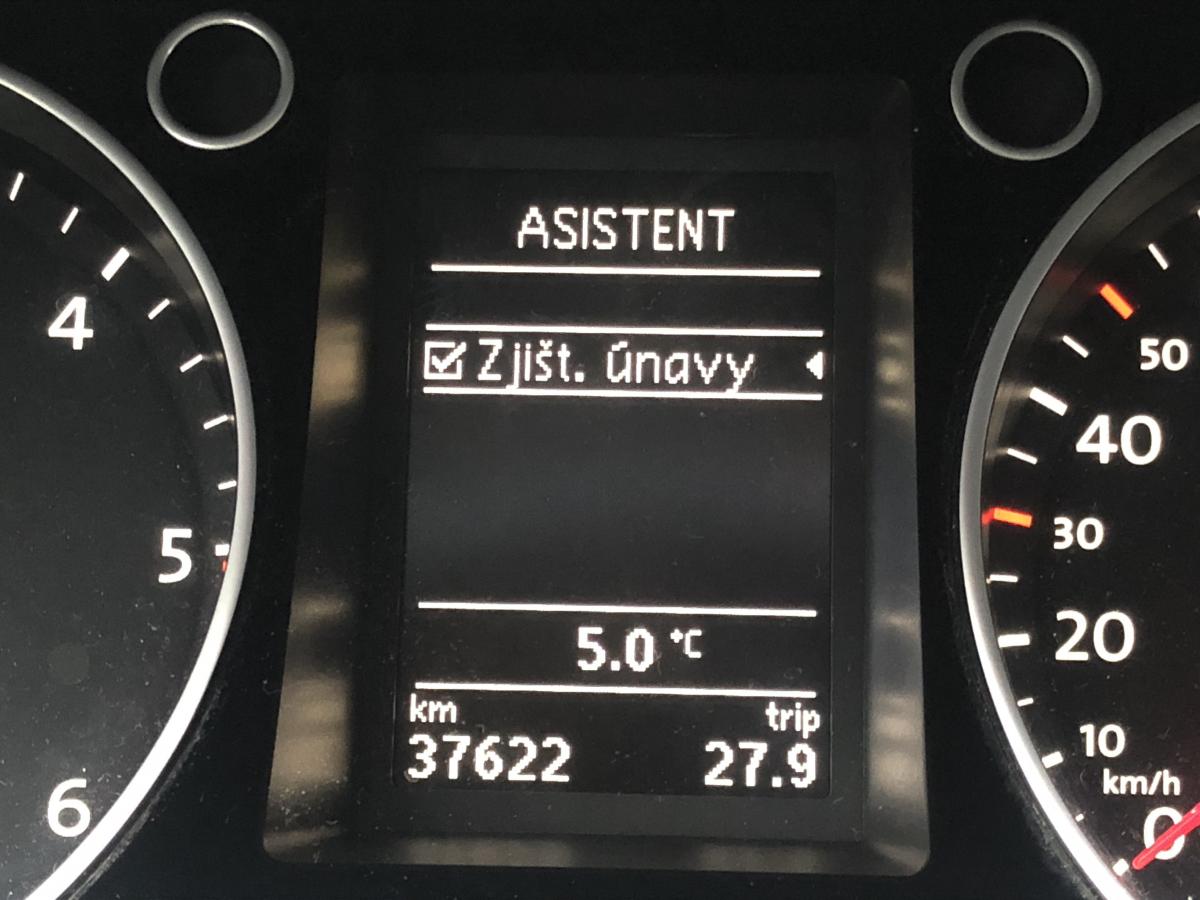 ASISTENT
Zjišt. únavy
5.0 °C
km trip
37622 27.9
4
5
6
50
40
30
20
10
km/h
0